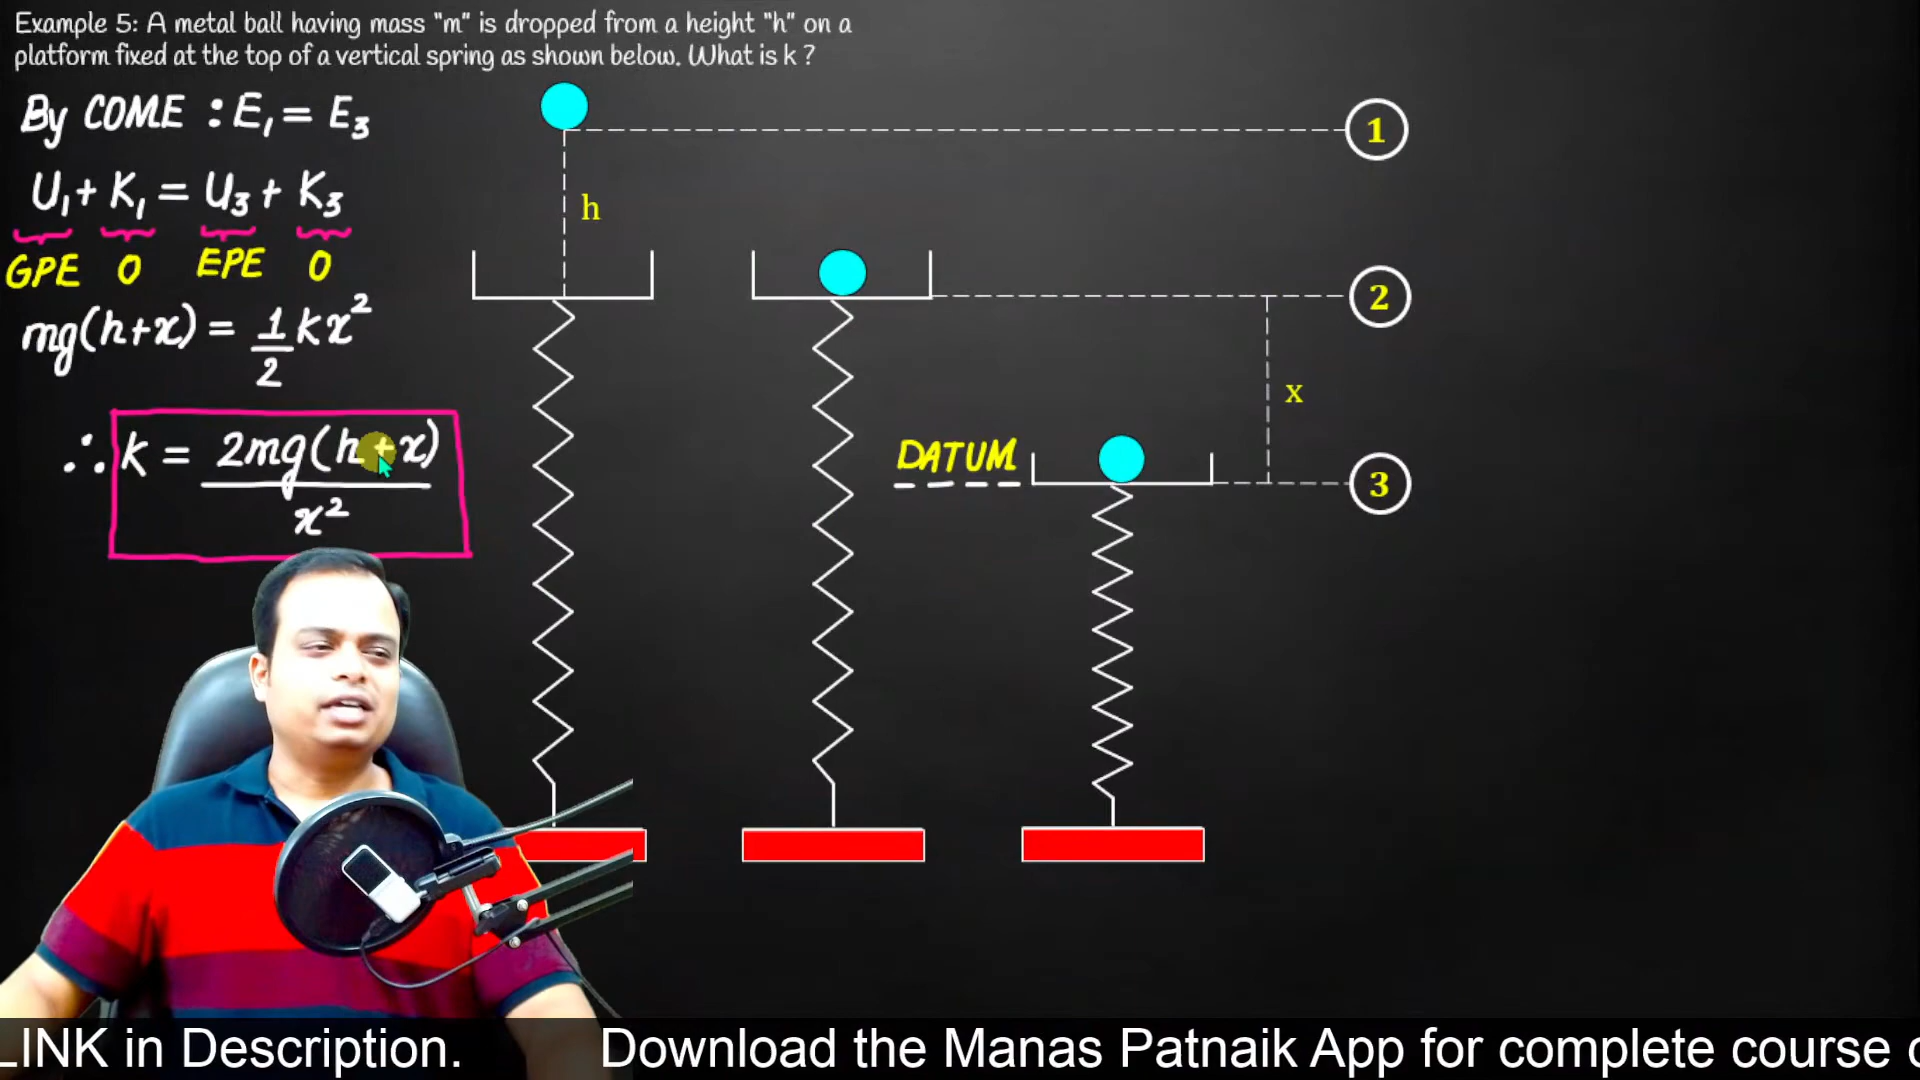 Example 5: A metal ball having mass "m" is dropped from a height "h" on a
platform fixed at the top of a vertical spring as shown below. What is k ?
By COME : E₁ = E₃
U₁ + K₁ = U₃ + K₃
GPE 0 EPE 0
mg(h+x) = 1/2 kx²
∴ k = 2mg(h+x)/x²
h
x
DATUM
1
2
3
LINK in Description. Download the Manas Patnaik App for complete course